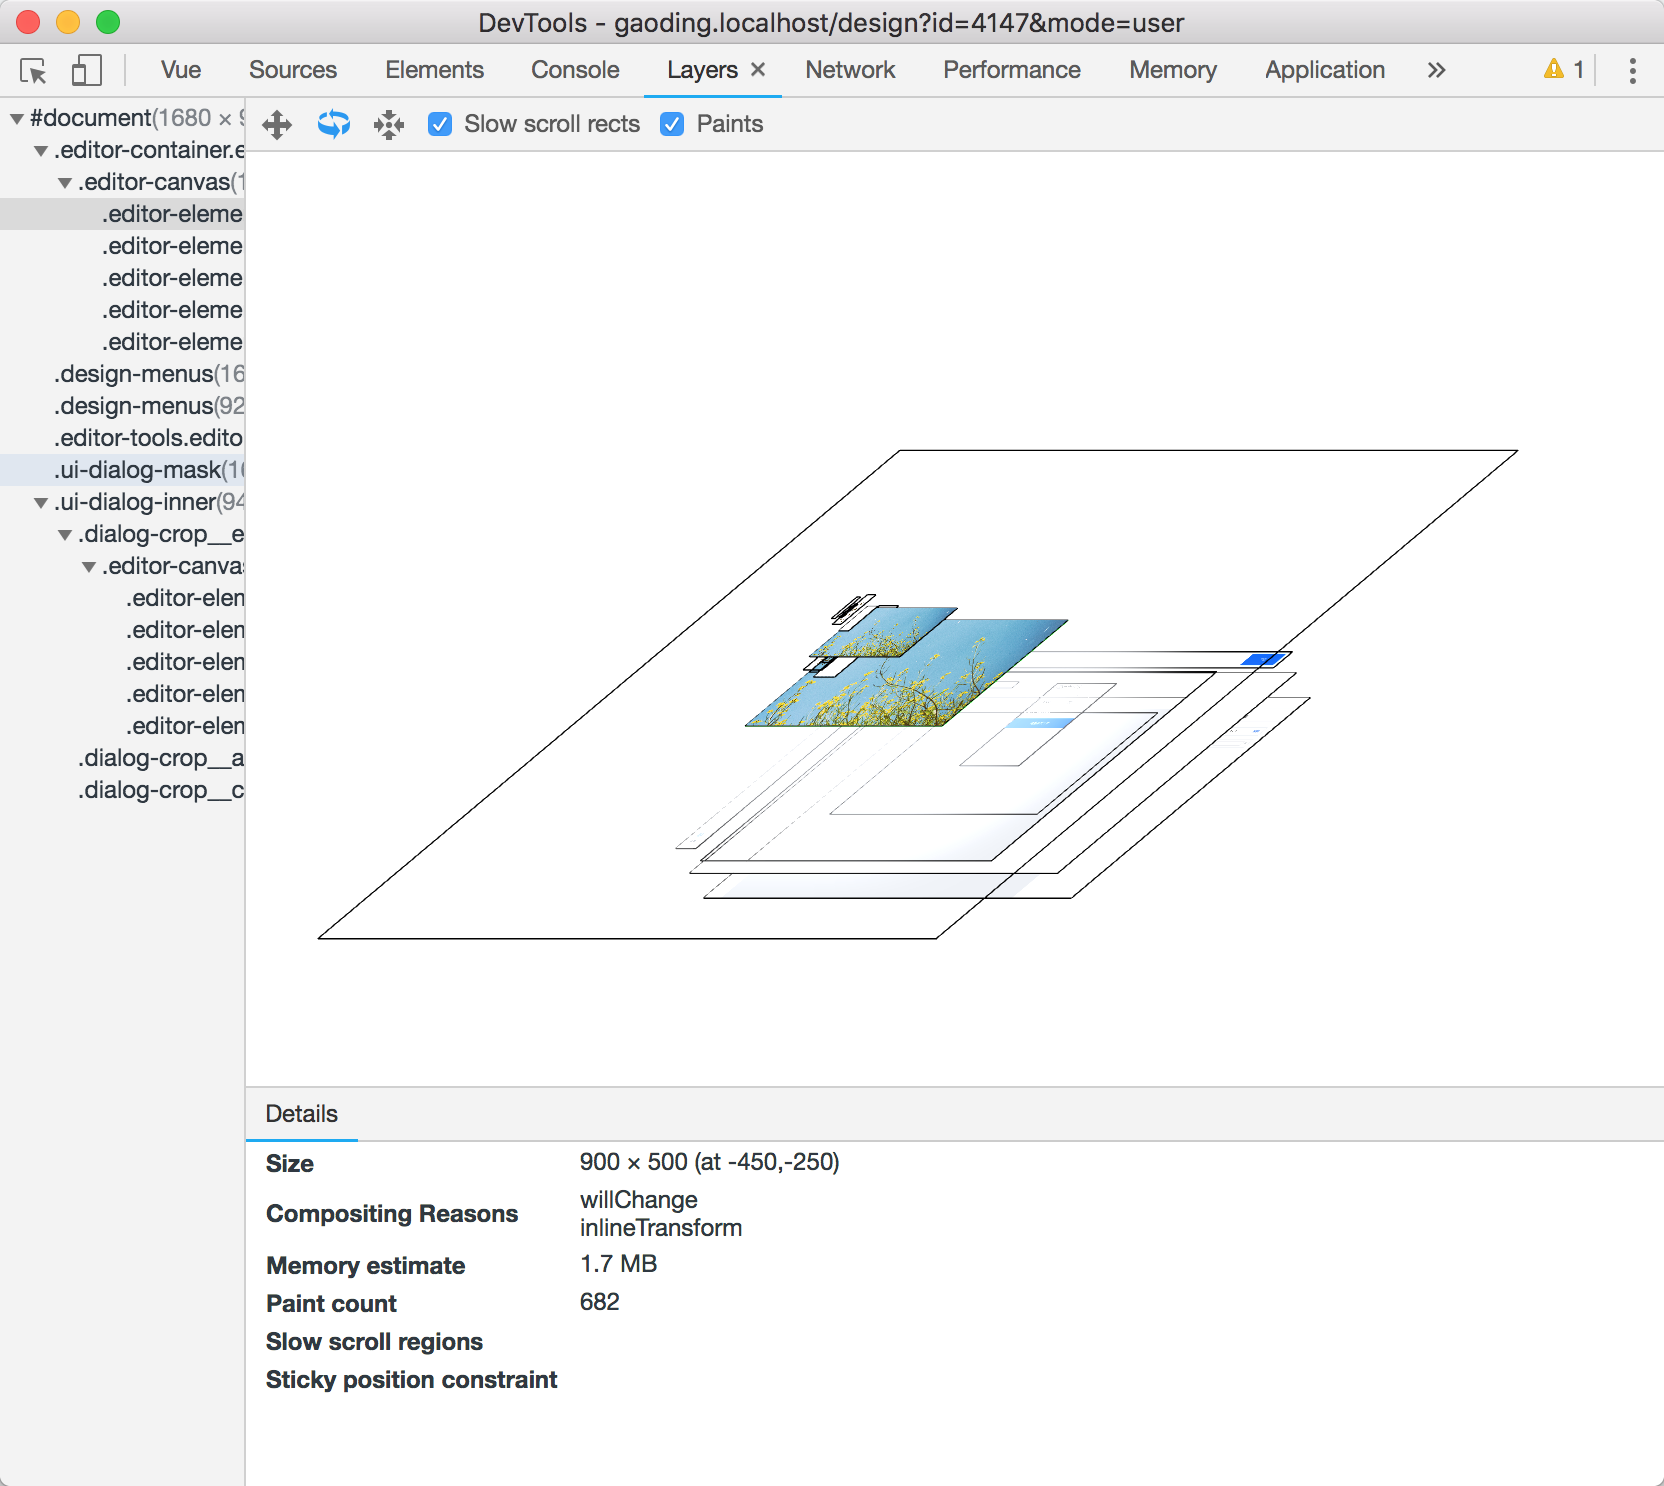 DevTools - gaoding.localhost/design?id=4147&mode=user
Vue Sources Elements Console Layers × Network Performance Memory Application » 1
Slow scroll rects Paints
#document(1680 × 9
.editor-container.e
.editor-canvas(1
.editor-eleme
.editor-eleme
.editor-eleme
.editor-eleme
.editor-eleme
.design-menus(16
.design-menus(92
.editor-tools.edito
.ui-dialog-mask(16
.ui-dialog-inner(94
.dialog-crop__e
.editor-canvas
.editor-elen
.editor-elen
.editor-elen
.editor-elen
.editor-elen
.dialog-crop__a
.dialog-crop__c
Details
Size 900 × 500 (at -450,-250)
Compositing Reasons willChange
inlineTransform
Memory estimate 1.7 MB
Paint count 682
Slow scroll regions
Sticky position constraint